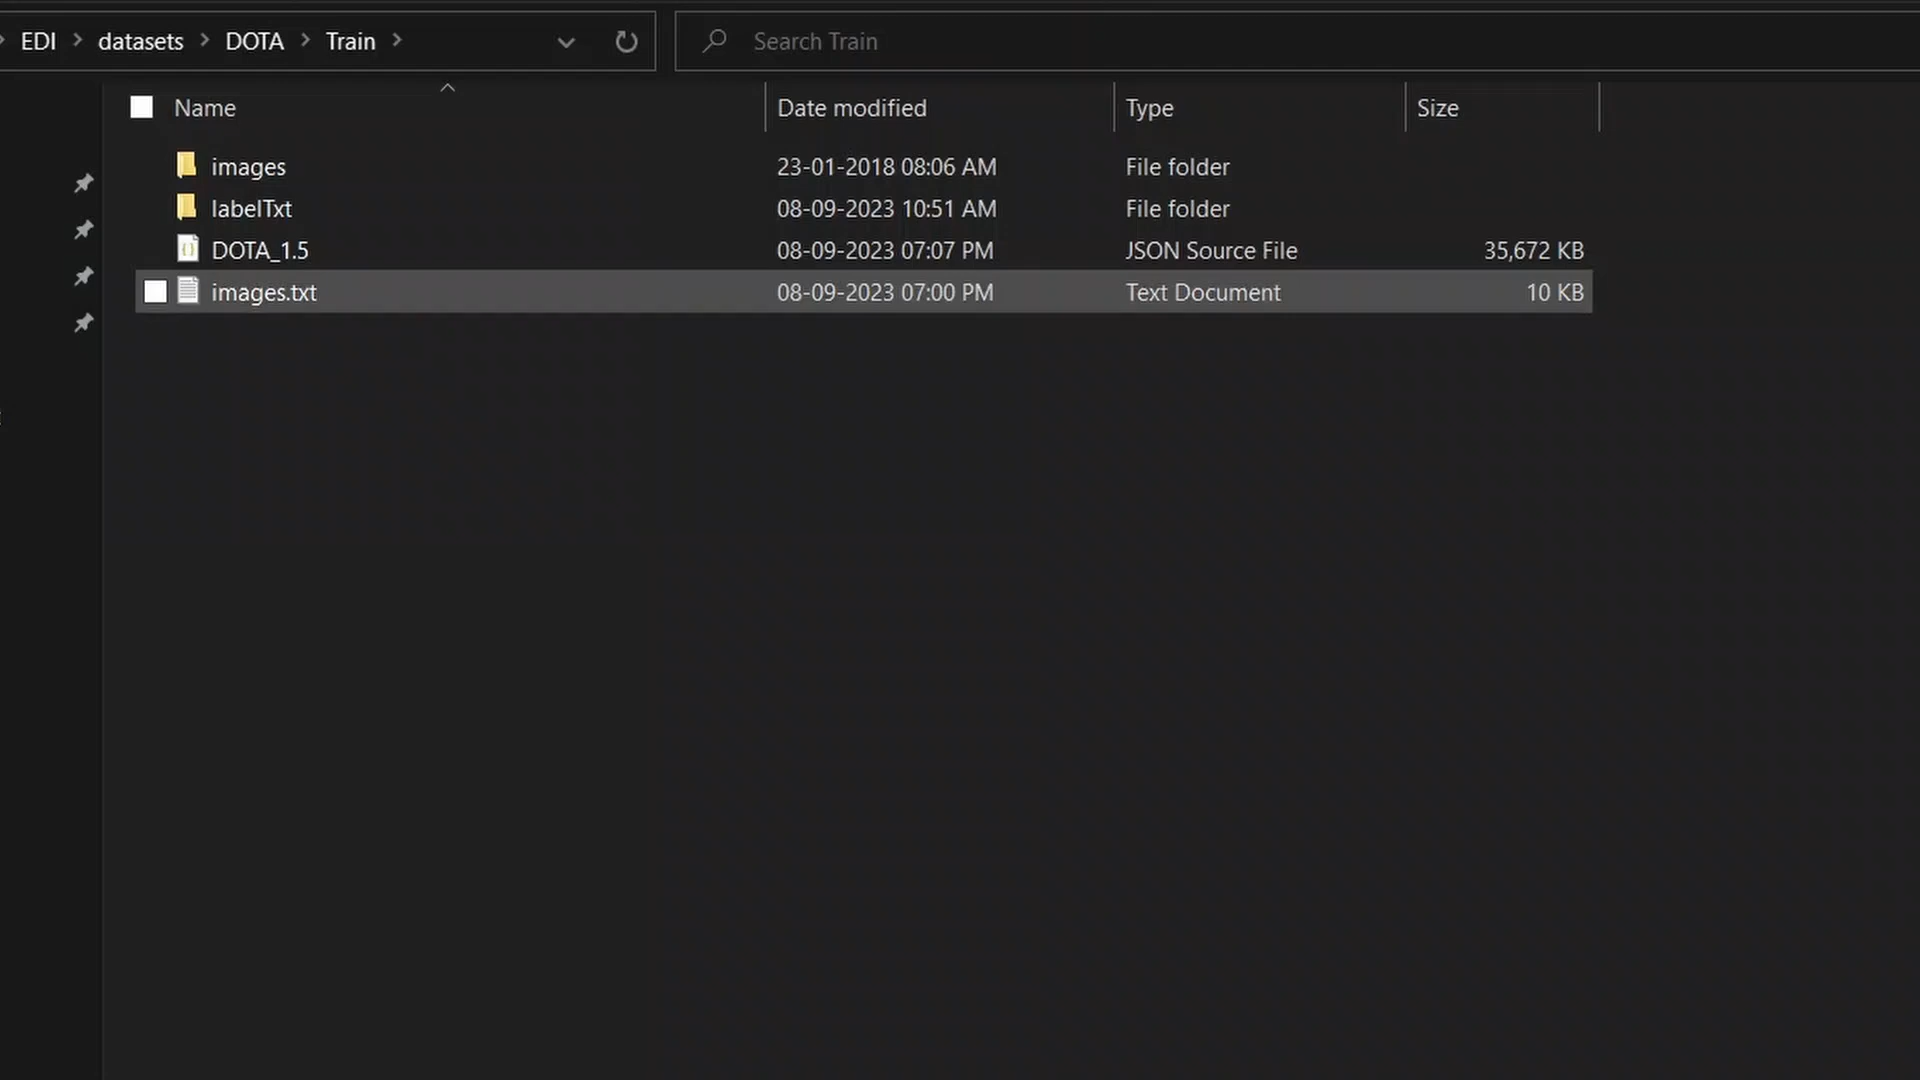 EDI > datasets > DOTA > Train >
Search Train
Name Date modified Type Size
images 23-01-2018 08:06 AM File folder
labelTxt 08-09-2023 10:51 AM File folder
DOTA_1.5 08-09-2023 07:07 PM JSON Source File 35,672 KB
images.txt 08-09-2023 07:00 PM Text Document 10 KB